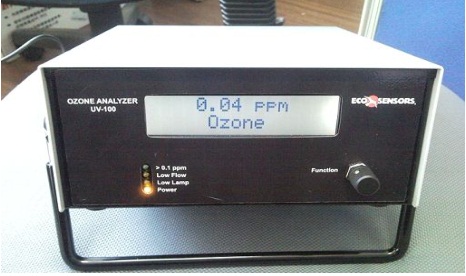 OZONE ANALYZER
UV-100
0.04 ppm
Ozone
ECO SENSORS
> 0.1 ppm
Low Flow
Low Lamp
Power
Function